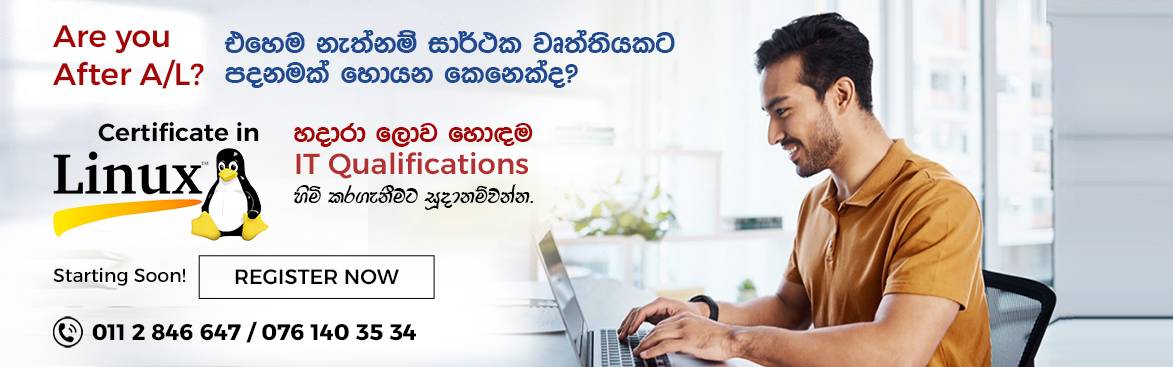 Are you
After A/L?
එහෙම නැත්නම් සාර්ථක වෘත්තියකට
පදනමක් හොයන කෙනෙක්ද?
Certificate in
Linux™
හදාරා ලොව හොඳම
IT Qualifications
හිමි කරගැනීමට සූදානම්වන්න.
Starting Soon!
REGISTER NOW
011 2 846 647 / 076 140 35 34